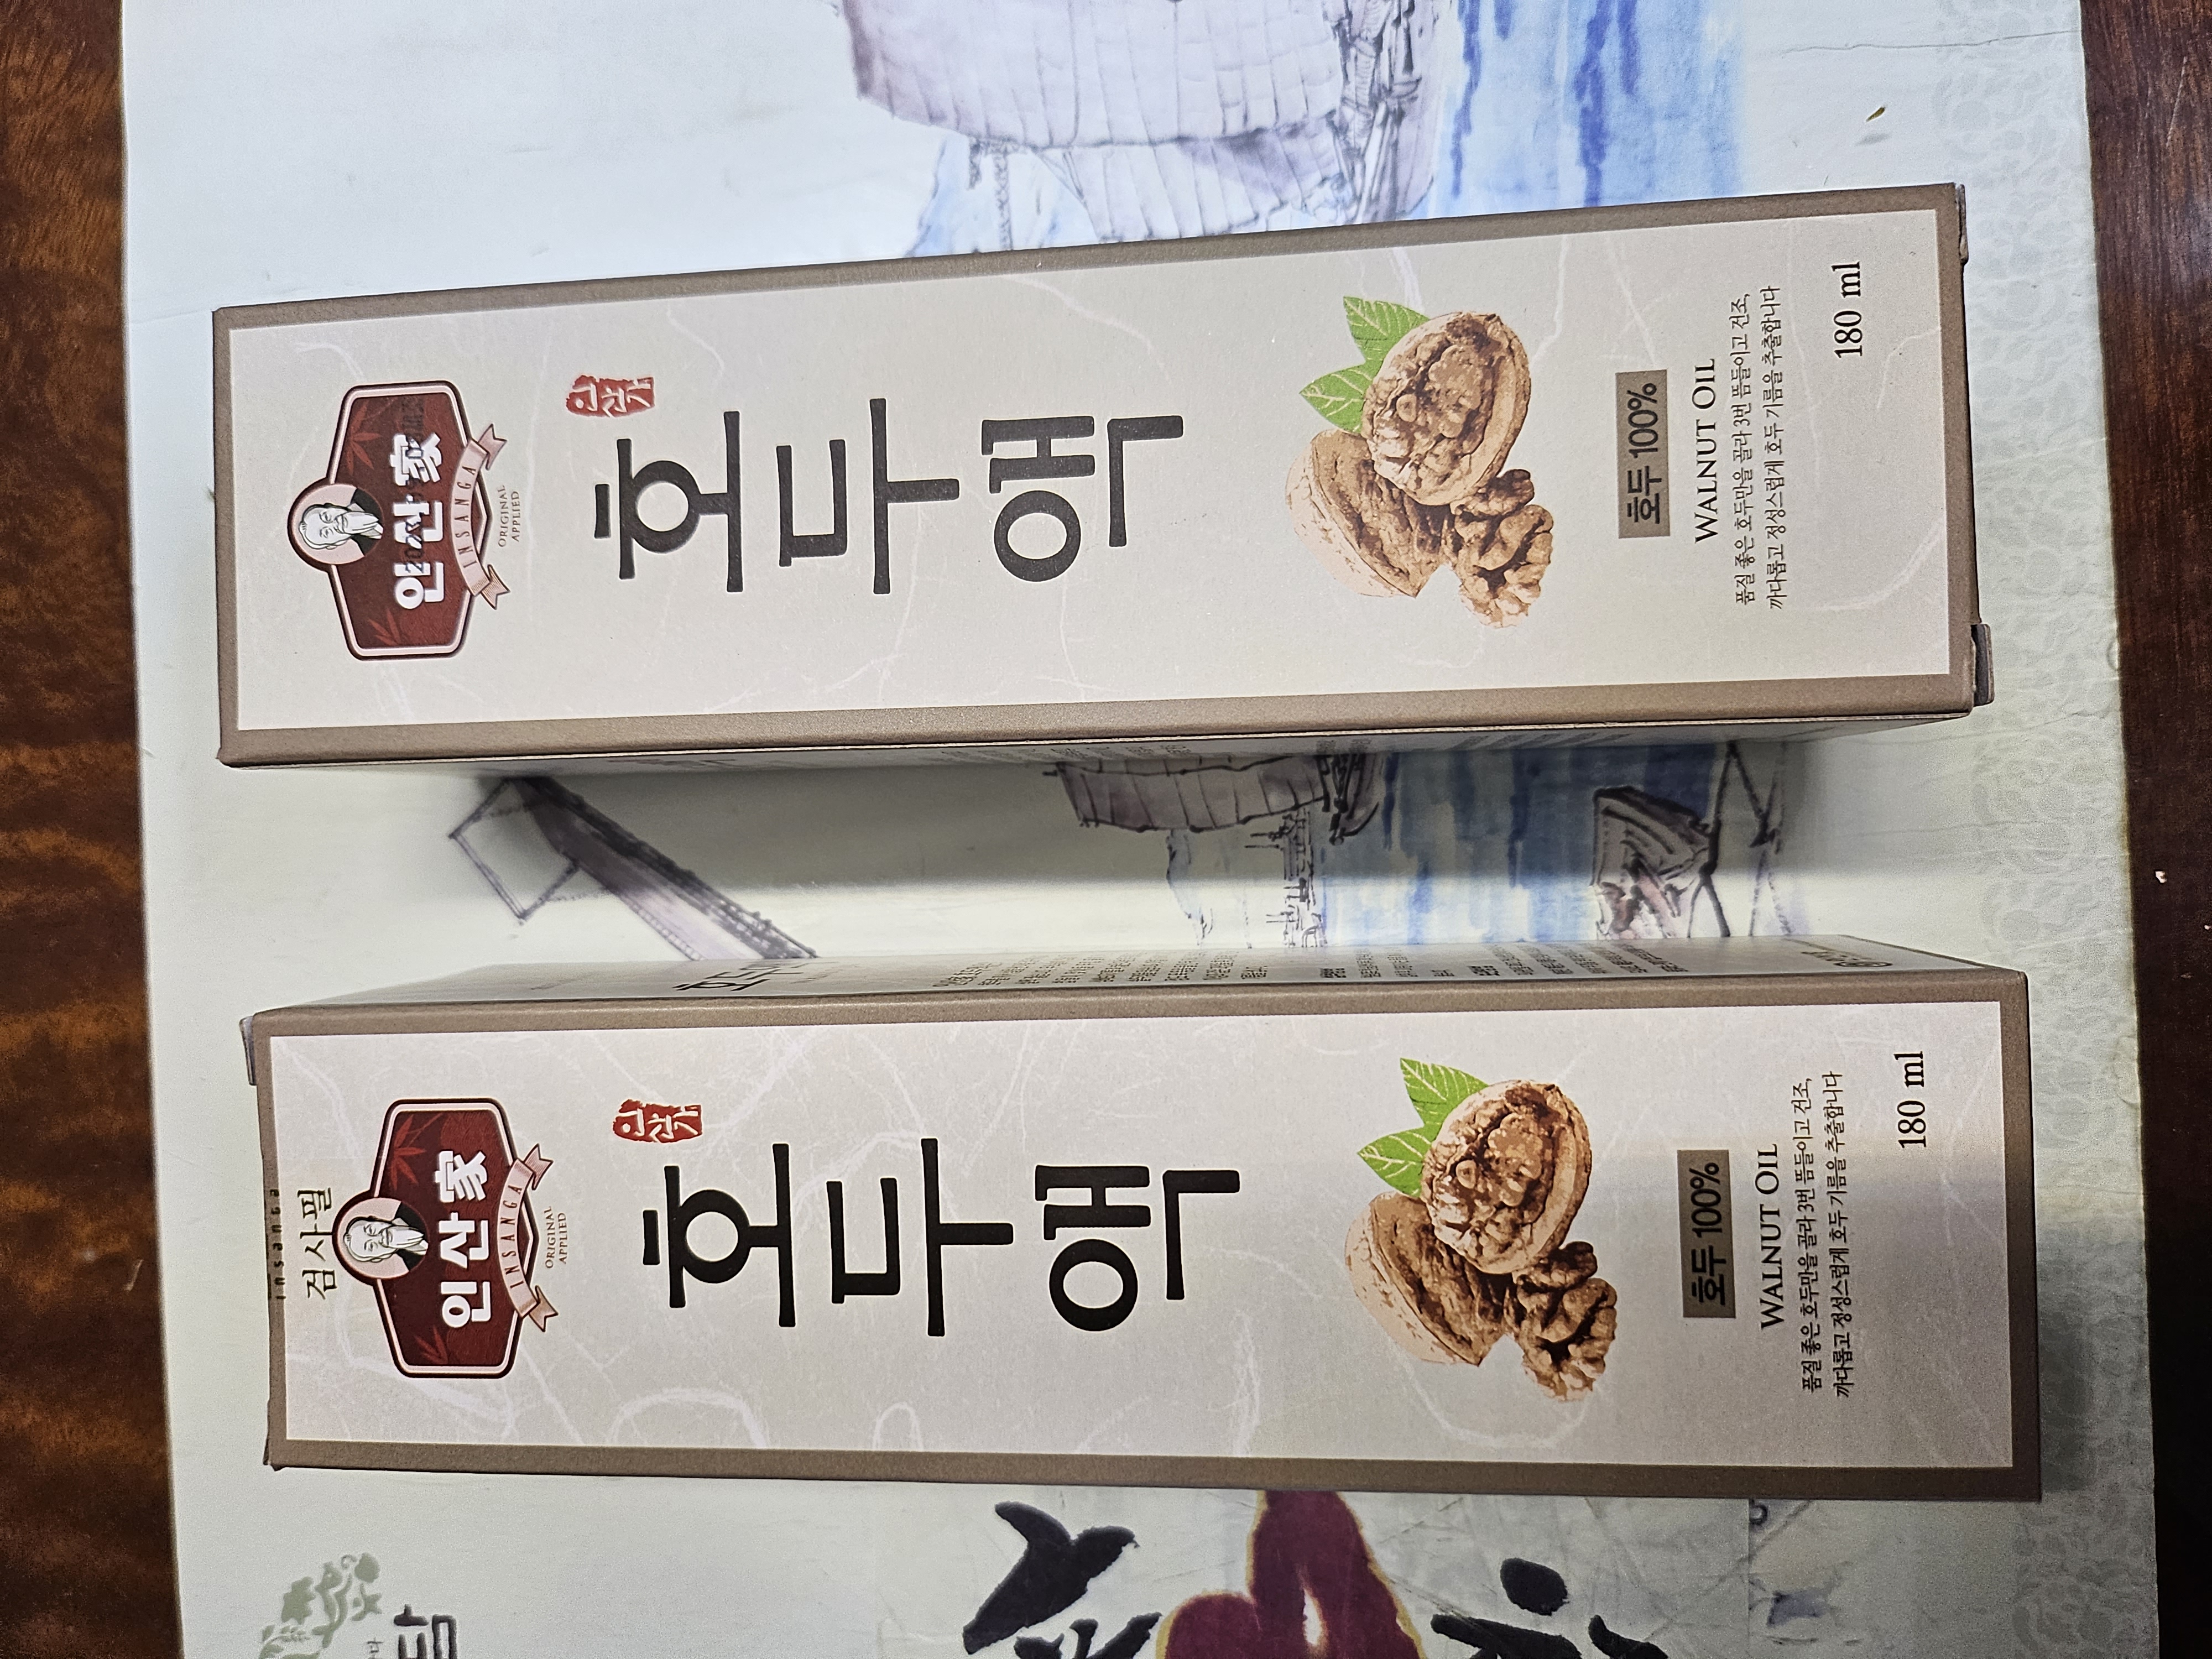 인산家
INSANGA
ORIGINAL
APPLIED
인산가
호두액
호두 100%
WALNUT OIL
품질 좋은 호두만을 골라 3번 뜸들이고 건조,
까다롭고 정성스럽게 호두 기름을 추출합니다
180 ml
insanga
검사필
인산家
INSANGA
ORIGINAL
APPLIED
인산가
호두액
호두 100%
WALNUT OIL
품질 좋은 호두만을 골라 3번 뜸들이고 건조,
까다롭고 정성스럽게 호두 기름을 추출합니다
180 ml